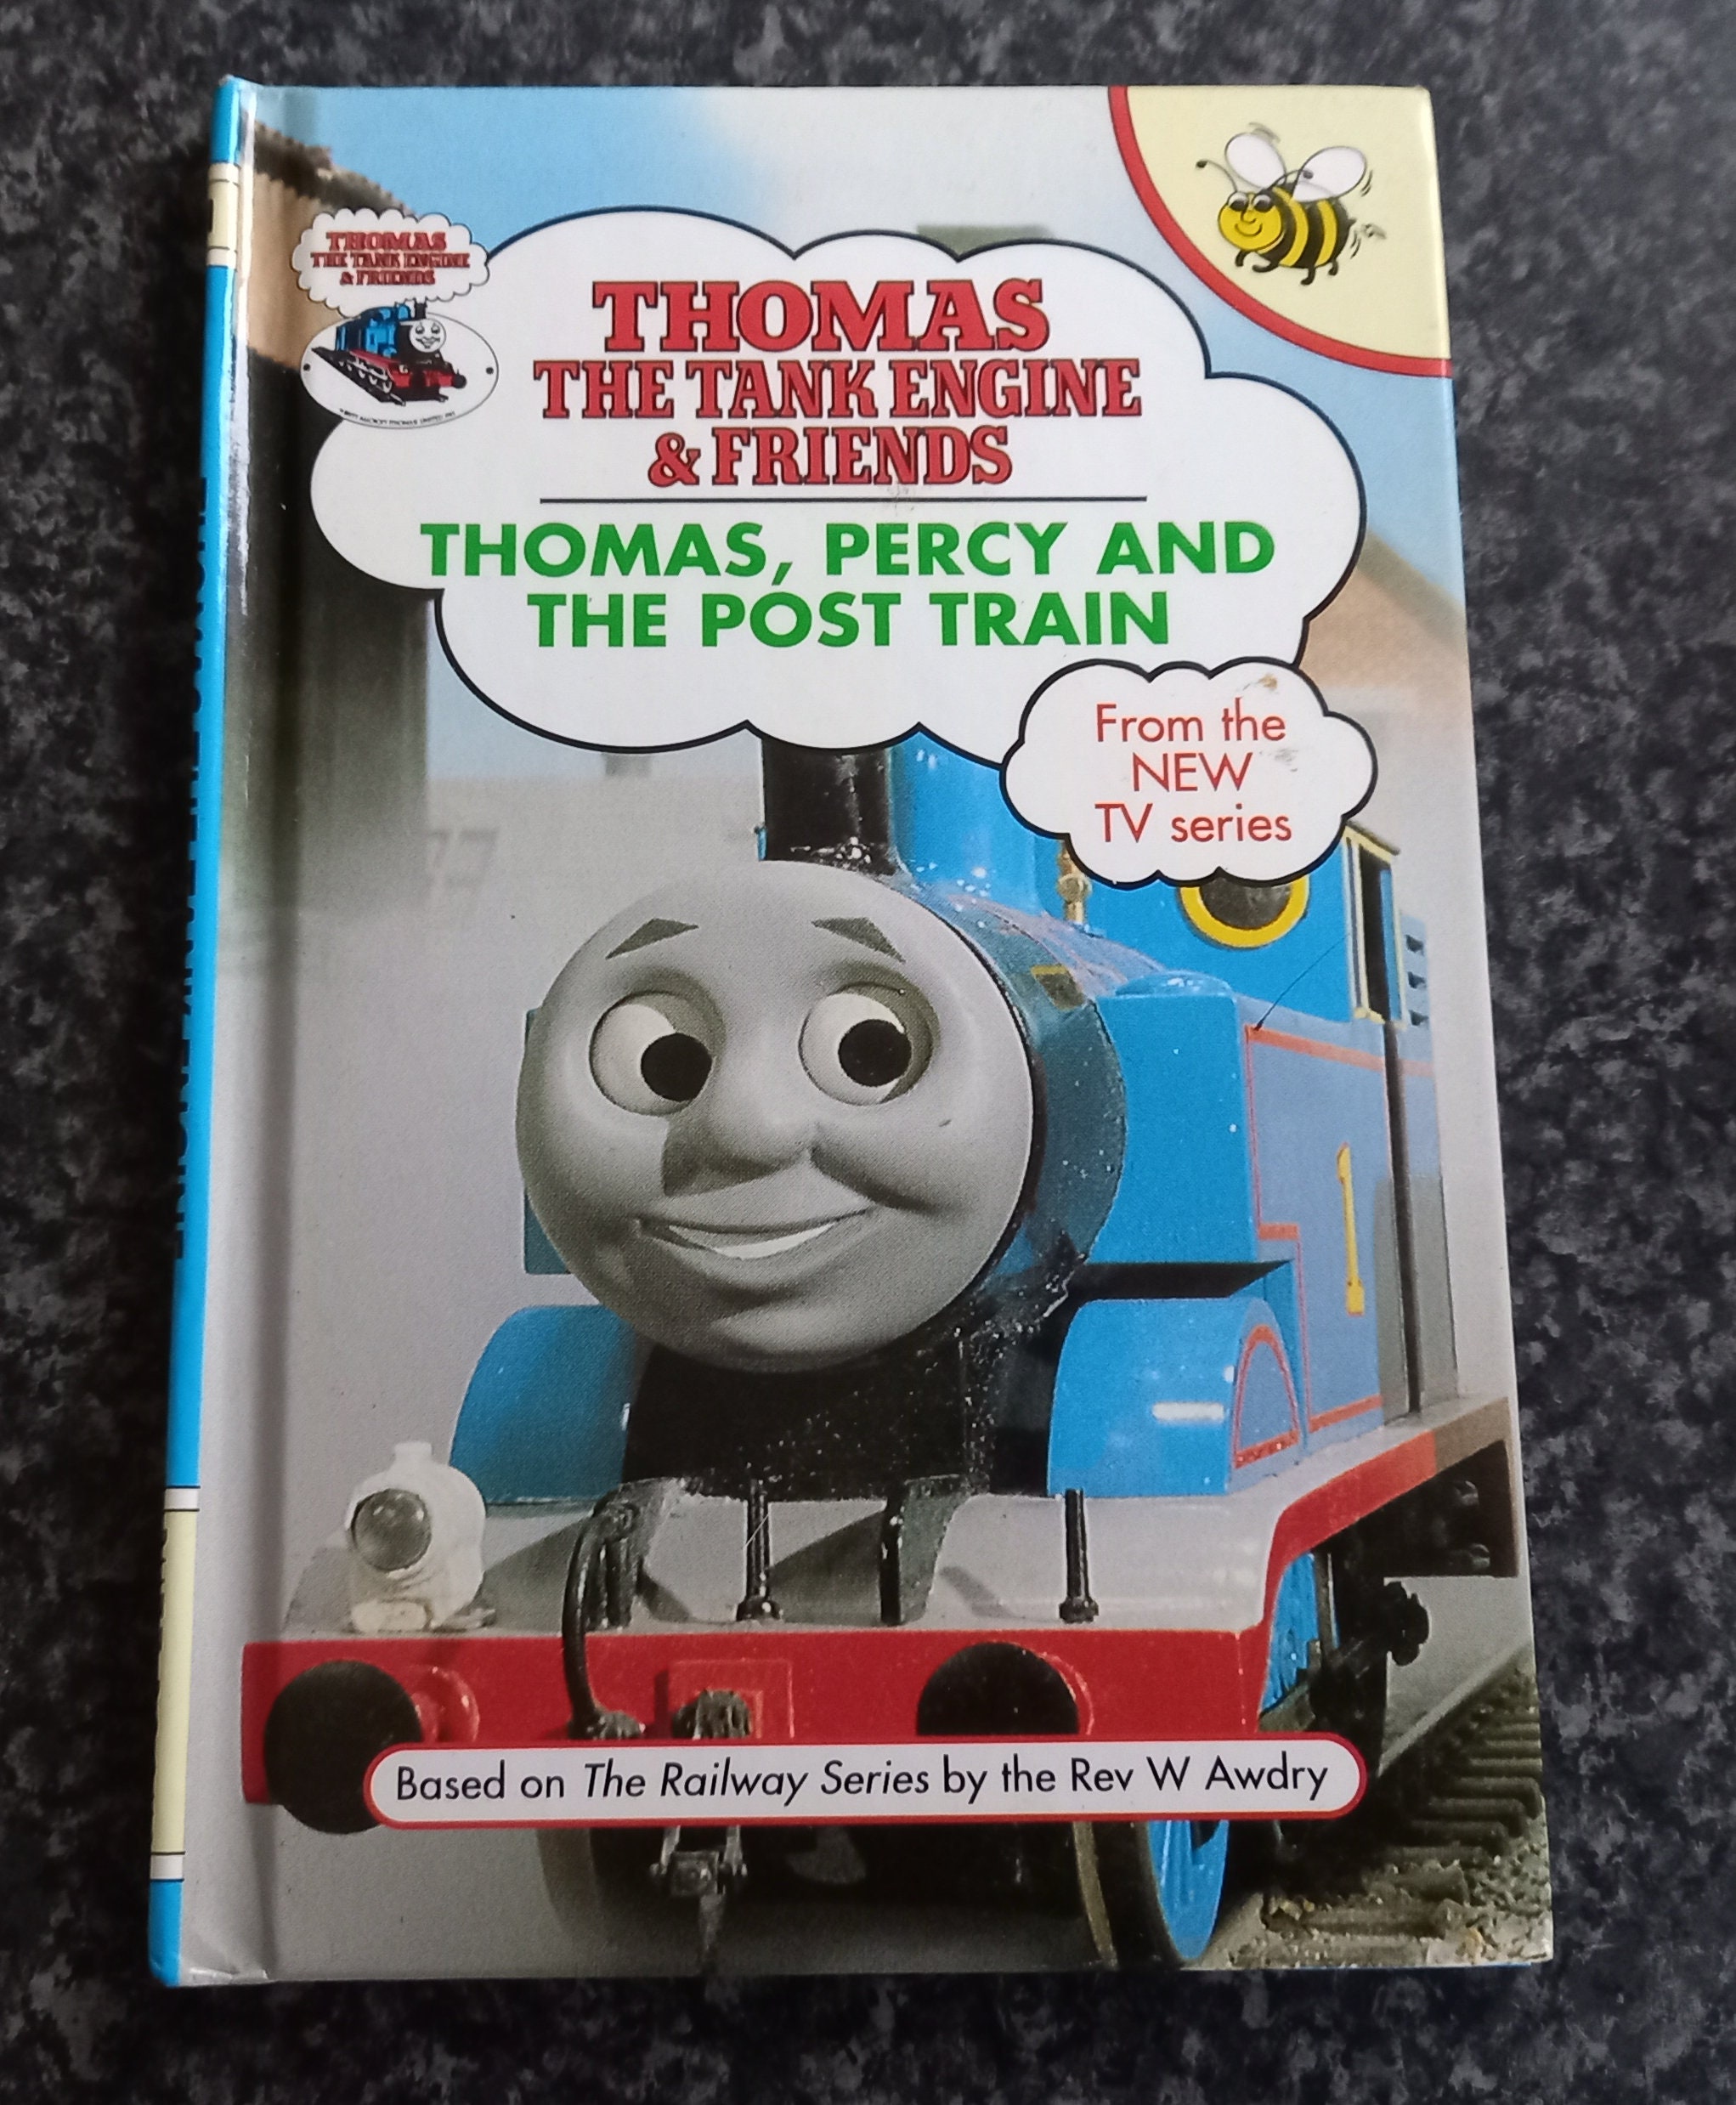 THOMAS
THE TANK ENGINE
& FRIENDS
THOMAS
THE TANK ENGINE
& FRIENDS
THOMAS, PERCY AND
THE POST TRAIN
From the
NEW
TV series
1
Based on The Railway Series by the Rev W Awdry